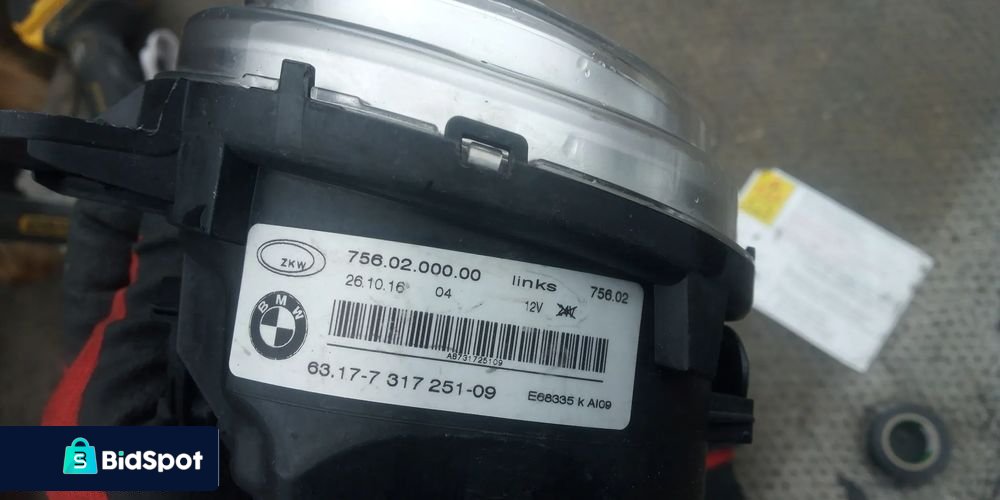 ZKW
756.02.000.00 links 756.02
26.10.16 04 12V 24V
BMW
A8731725109
63.17-7 317 251-09 E68335 k AI09
BidSpot